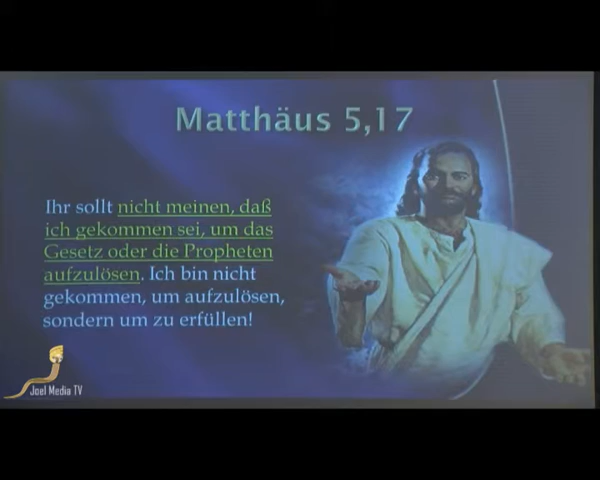 Matthäus 5,17
Ihr sollt nicht meinen, daß
ich gekommen sei, um das
Gesetz oder die Propheten
aufzulösen. Ich bin nicht
gekommen, um aufzulösen,
sondern um zu erfüllen!
Joel Media TV